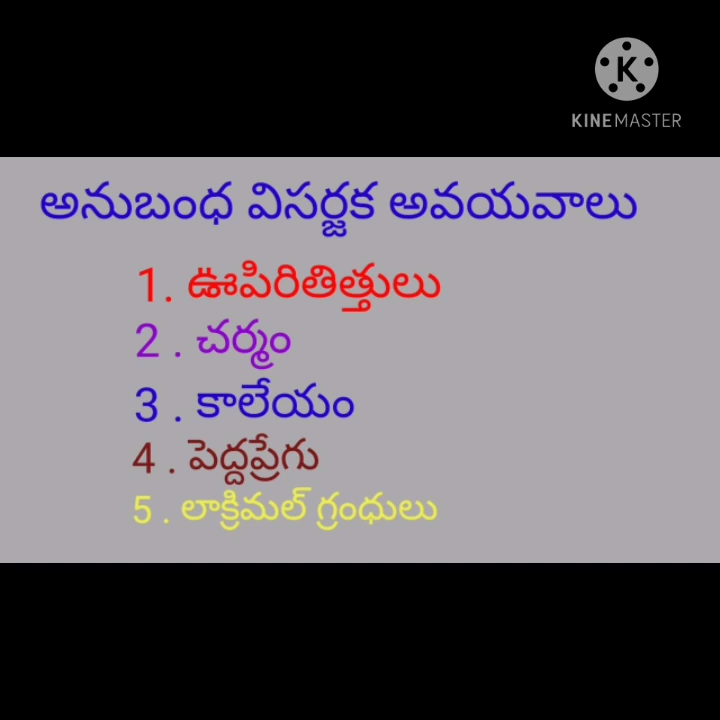 K
KINEMASTER
అనుబంధ విసర్జక అవయవాలు
1. ఊపిరితిత్తులు
2 . చర్మం
3 . కాలేయం
4 . పెద్దప్రేగు
5 . లాక్రిమల్ గ్రంధులు